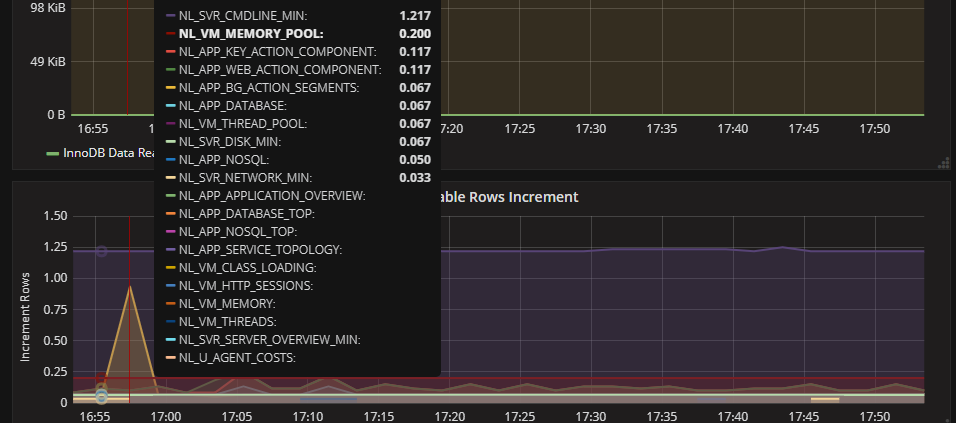 98 KiB
49 KiB
0 B
16:55 1 7:20 17:25 17:30 17:35 17:40 17:45 17:50
InnoDB Data Rea
NL_SVR_CMDLINE_MIN: 1.217
NL_VM_MEMORY_POOL: 0.200
NL_APP_KEY_ACTION_COMPONENT: 0.117
NL_APP_WEB_ACTION_COMPONENT: 0.117
NL_APP_BG_ACTION_SEGMENTS: 0.067
NL_APP_DATABASE: 0.067
NL_VM_THREAD_POOL: 0.067
NL_SVR_DISK_MIN: 0.067
NL_APP_NOSQL: 0.050
NL_SVR_NETWORK_MIN: 0.033
NL_APP_APPLICATION_OVERVIEW:
NL_APP_DATABASE_TOP:
NL_APP_NOSQL_TOP:
NL_APP_SERVICE_TOPOLOGY:
NL_VM_CLASS_LOADING:
NL_VM_HTTP_SESSIONS:
NL_VM_MEMORY:
NL_VM_THREADS:
NL_SVR_SERVER_OVERVIEW_MIN:
NL_U_AGENT_COSTS:
able Rows Increment
Increment Rows
1.50
1.25
1.00
0.75
0.50
0.25
0
16:55 17:00 17:05 17:10 17:15 17:20 17:25 17:30 17:35 17:40 17:45 17:50